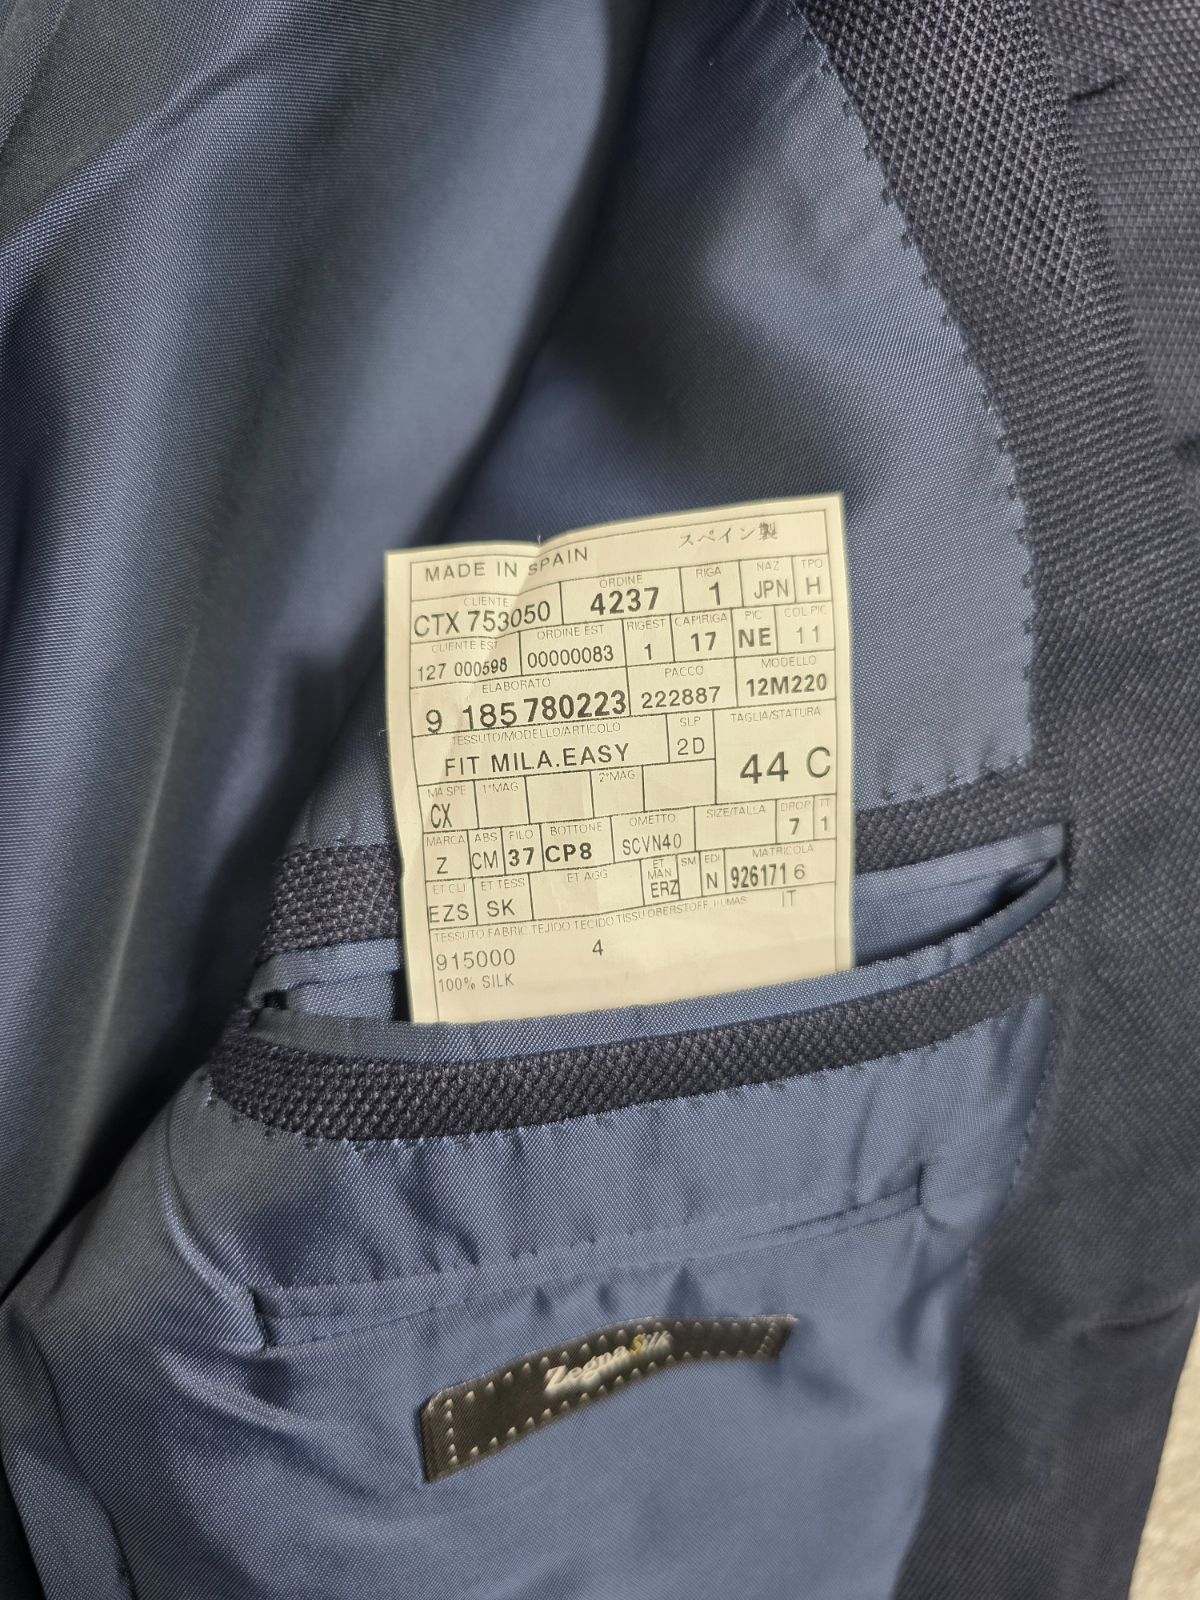 MADE IN SPAIN スペイン製
CLIENTE ORDINE RIGA NAZ TPO
CTX 753050 4237 1 JPN H
CLIENTE EST ORDINE EST RIGEST CAPIRIGA PIC COL PIC
127 000598 00000083 1 17 NE 11
ELABORATO PACCO MODELLO
9 185 780223 222887 12M220
TESSUTO/MODELLO/ARTICOLO SLP TAGLIA/STATURA
FIT MILA.EASY 2D 44 C
MA SPE 1°MAG 2°MAG
CX
MARCA ABS FILO BOTTONE OMETTO SIZE/TALLA DROP TT
Z CM 37 CP8 SCVN40 7 1
ET CLI ET TESS ET AGG ET MAN SM EDI MATRICOLA
EZS SK ERZ N 926171 6
TESSUTO FABRIC TEJIDO TECIDO TISSU OBERSTOFF, IT
915000 4
100% SILK
ZegnaSilk